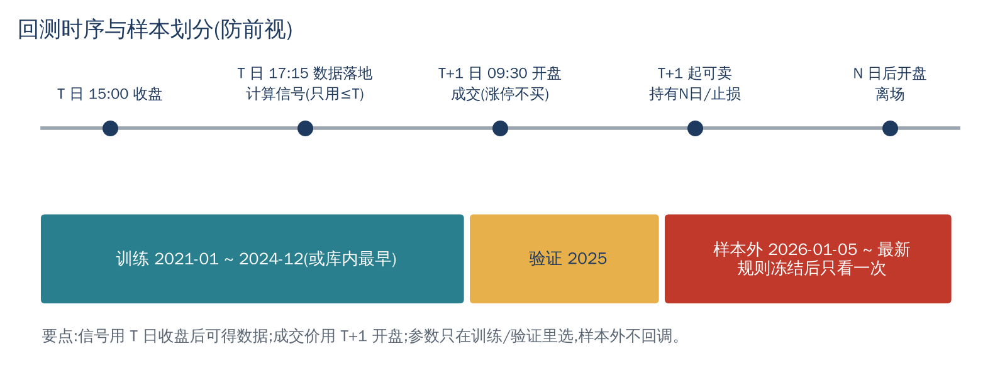 回测时序与样本划分(防前视)
T 日 15:00 收盘
T 日 17:15 数据落地
计算信号(只用≤T)
T+1 日 09:30 开盘
成交(涨停不买)
T+1 起可卖
持有N日/止损
N 日后开盘
离场
训练 2021-01 ~ 2024-12(或库内最早)
验证 2025
样本外 2026-01-05 ~ 最新
规则冻结后只看一次
要点:信号用 T 日收盘后可得数据;成交价用 T+1 开盘;参数只在训练/验证里选,样本外不回调。